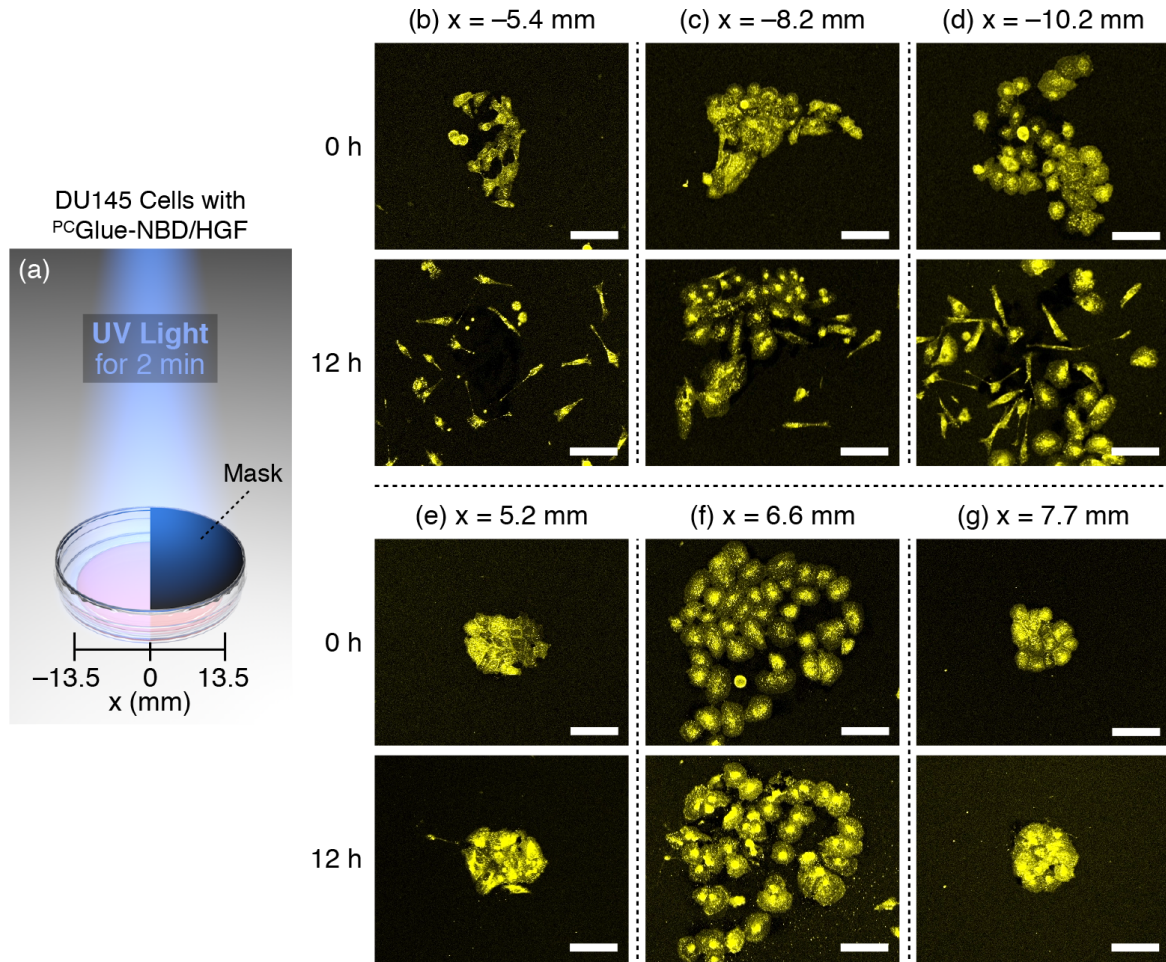 (b) x = –5.4 mm
(c) x = –8.2 mm
(d) x = –10.2 mm
0 h
12 h
DU145 Cells with
PCGlue-NBD/HGF
(a)
UV Light
for 2 min
Mask
–13.5 0 13.5
x (mm)
(e) x = 5.2 mm
(f) x = 6.6 mm
(g) x = 7.7 mm
0 h
12 h